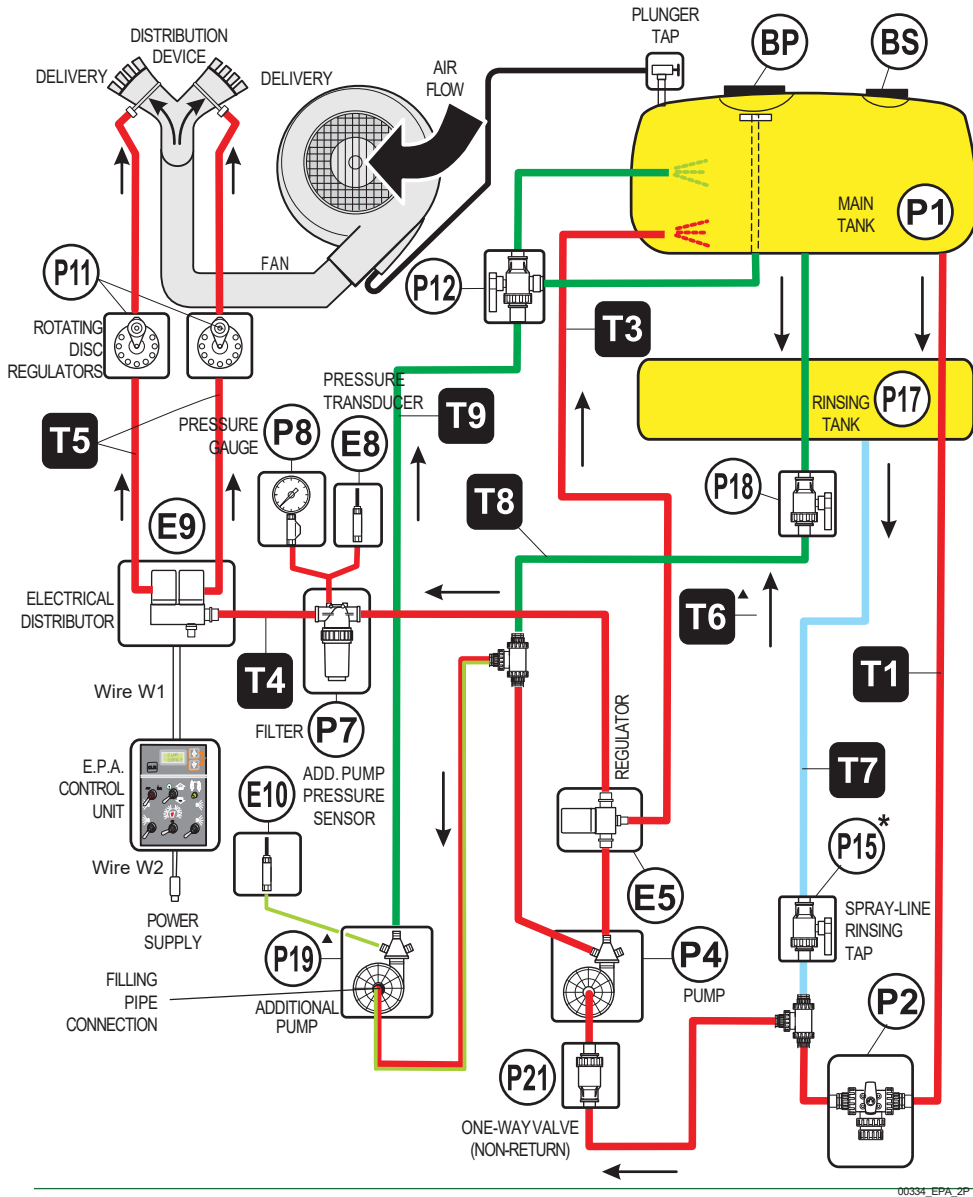 PLUNGER
TAP
DISTRIBUTION
DEVICE
DELIVERY
DELIVERY
AIR
FLOW
BP
BS
MAIN
TANK
P1
FAN
P11
P12
ROTATING
DISC
REGULATORS
T3
PRESSURE
TRANSDUCER
T9
RINSING
TANK
P17
T5
PRESSURE
GAUGE
P8
E8
P18
T8
E9
ELECTRICAL
DISTRIBUTOR
T6▲
T1
T4
Wire W1
FILTER
P7
REGULATOR
T7
E.P.A.
CONTROL
UNIT
E10
ADD. PUMP
PRESSURE
SENSOR
P15*
Wire W2
E5
SPRAY-LINE
RINSING
TAP
POWER
SUPPLY
P19▲
P4
PUMP
FILLING
PIPE
CONNECTION
ADDITIONAL
PUMP
P2
P21
ONE-WAY VALVE
(NON-RETURN)
00334_EPA_2P